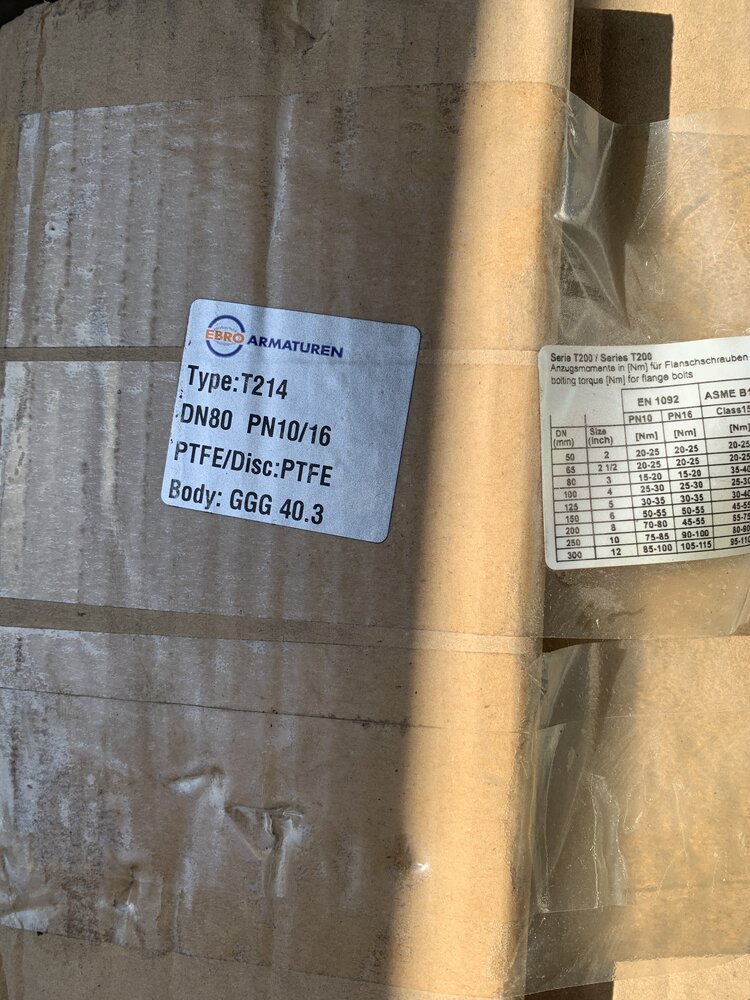 EBRO ARMATUREN
Type:T214
DN80 PN10/16
PTFE/Disc:PTFE
Body: GGG 40.3
Serie T200 / Series T200
Anzugsmomente in [Nm] für Flanschschrauben
bolting torque [Nm] for flange bolts
EN 1092 ASME
PN10 PN16
DN (mm) Size (inch) [Nm] [Nm] [Nm]
50 2 20-25 20-25
65 2 1/2 20-25 20-25
80 3 15-20 15-20
100 4 25-30 25-30
125 5 30-35 30-35
150 6 50-55 50-55
200 8 70-80 45-55
250 10 75-85 90-100
300 12 85-100 105-115